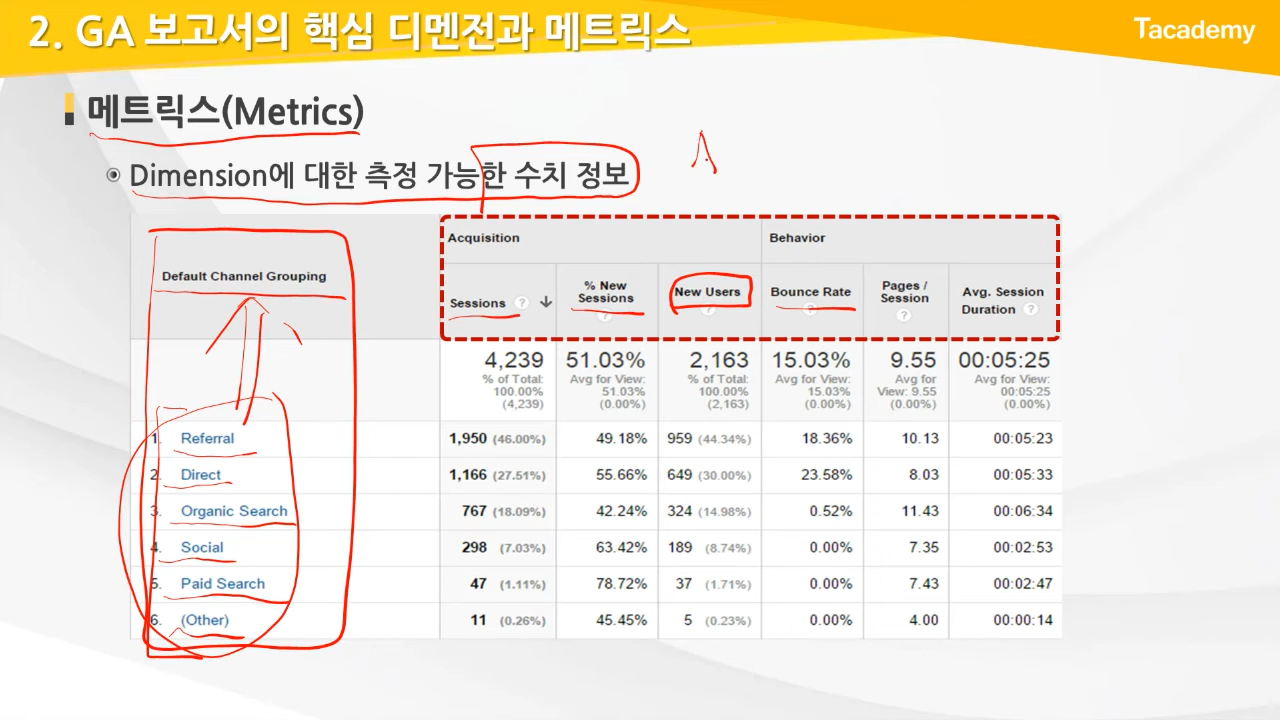 2. GA 보고서의 핵심 디멘전과 메트릭스
Tacademy
메트릭스(Metrics)
Dimension에 대한 측정 가능한 수치 정보
Default Channel Grouping
Acquisition
Behavior
Sessions ?
% New Sessions ?
New Users ?
Bounce Rate ?
Pages / Session ?
Avg. Session Duration ?
4,239
% of Total: 100.00% (4,239)
51.03%
Avg for View: 51.03% (0.00%)
2,163
% of Total: 100.00% (2,163)
15.03%
Avg for View: 15.03% (0.00%)
9.55
Avg for View: 9.55 (0.00%)
00:05:25
Avg for View: 00:05:25 (0.00%)
1. Referral 1,950 (46.00%) 49.18% 959 (44.34%) 18.36% 10.13 00:05:23
2. Direct 1,166 (27.51%) 55.66% 649 (30.00%) 23.58% 8.03 00:05:33
3. Organic Search 767 (18.09%) 42.24% 324 (14.98%) 0.52% 11.43 00:06:34
4. Social 298 (7.03%) 63.42% 189 (8.74%) 0.00% 7.35 00:02:53
5. Paid Search 47 (1.11%) 78.72% 37 (1.71%) 0.00% 7.43 00:02:47
6. (Other) 11 (0.26%) 45.45% 5 (0.23%) 0.00% 4.00 00:00:14